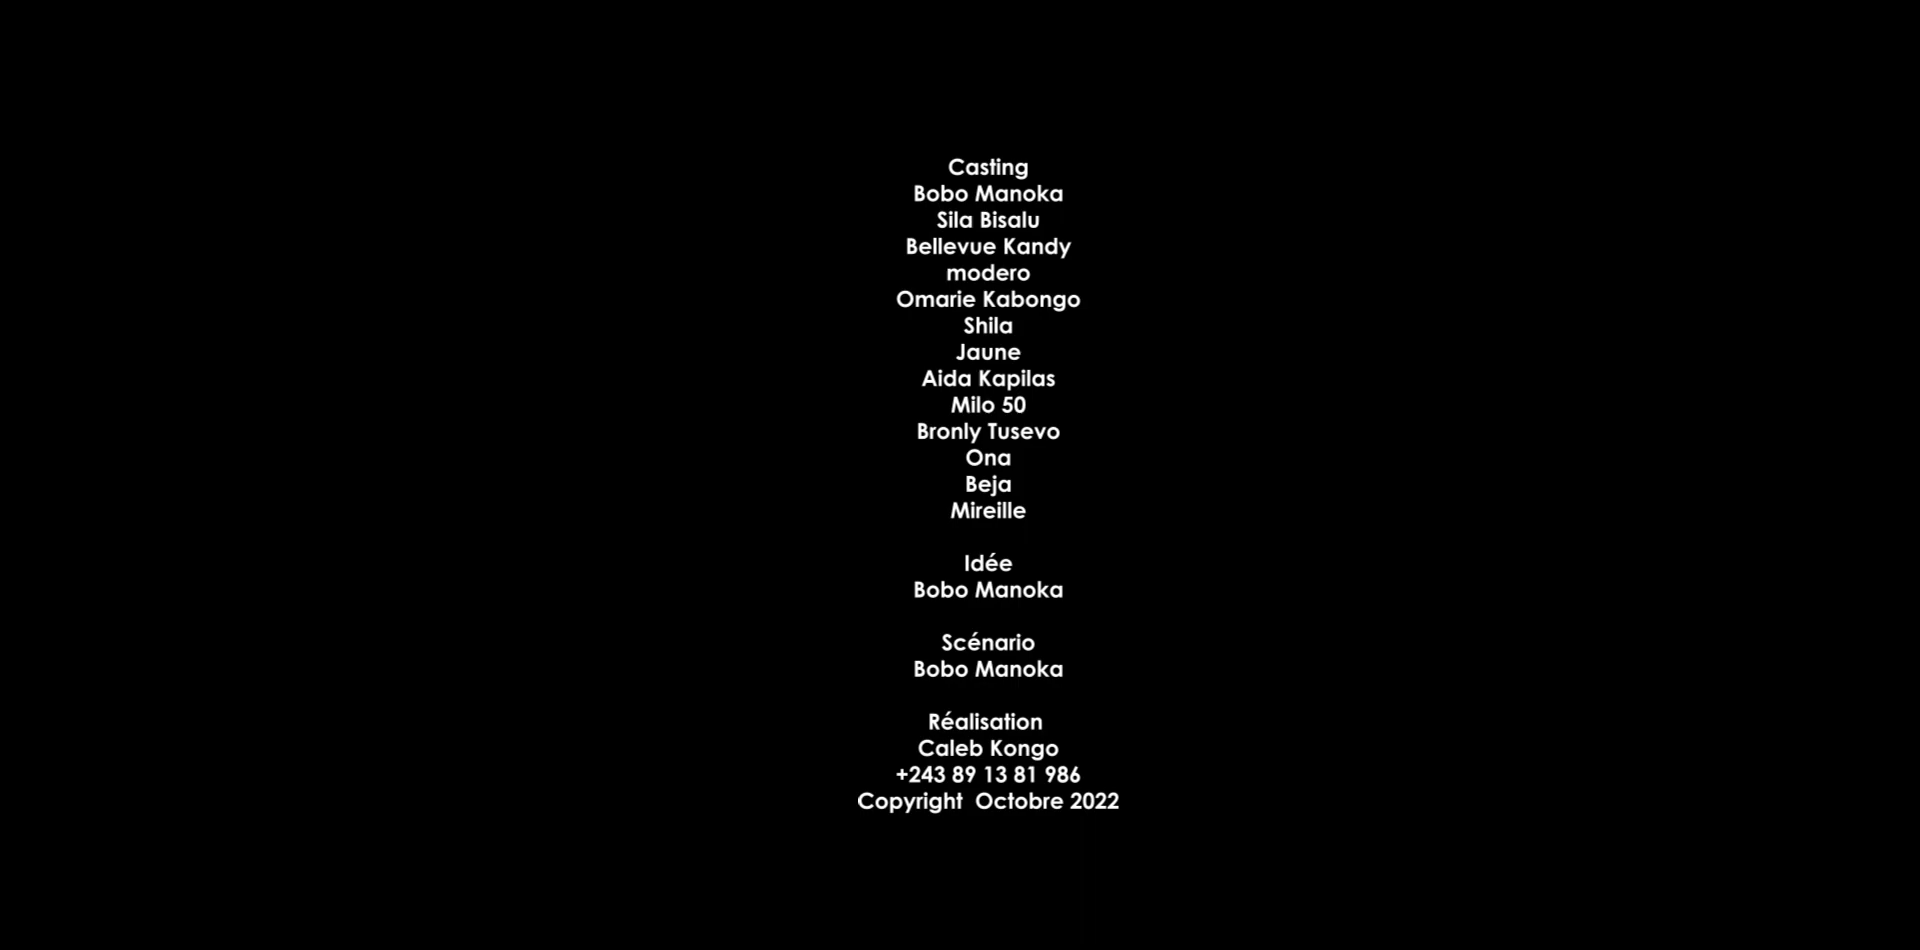 Casting
Bobo Manoka
Sila Bisalu
Bellevue Kandy
modero
Omarie Kabongo
Shila
Jaune
Aida Kapilas
Milo 50
Bronly Tusevo
Ona
Beja
Mireille
Idée
Bobo Manoka
Scénario
Bobo Manoka
Réalisation
Caleb Kongo
+243 89 13 81 986
Copyright  Octobre 2022